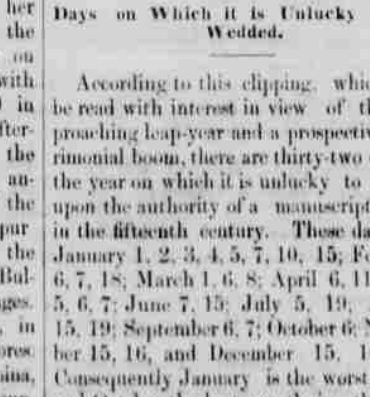 her
the
on
with
in
fter-
the
an-
the
pur
the
Bul-
ges.
in
ores
ina,
Days on Which it is Unlucky
Wedded.
According to this clipping, whic
be read with interest in view of th
proaching leap-year and a prospectiv
rimonial boom, there are thirty-two
the year on which it is unlucky to
upon the authority of a manuscript
in the fifteenth century. These da
January 1, 2, 3, 4, 5, 7, 10, 15; Fe
6, 7, 18; March 1, 6, 8; April 6, 11
5, 6, 7; June 7, 15; July 5, 19;
15, 19; September 6, 7; October 6; N
ber 15, 16, and December 15, 1
Consequently January is the worst